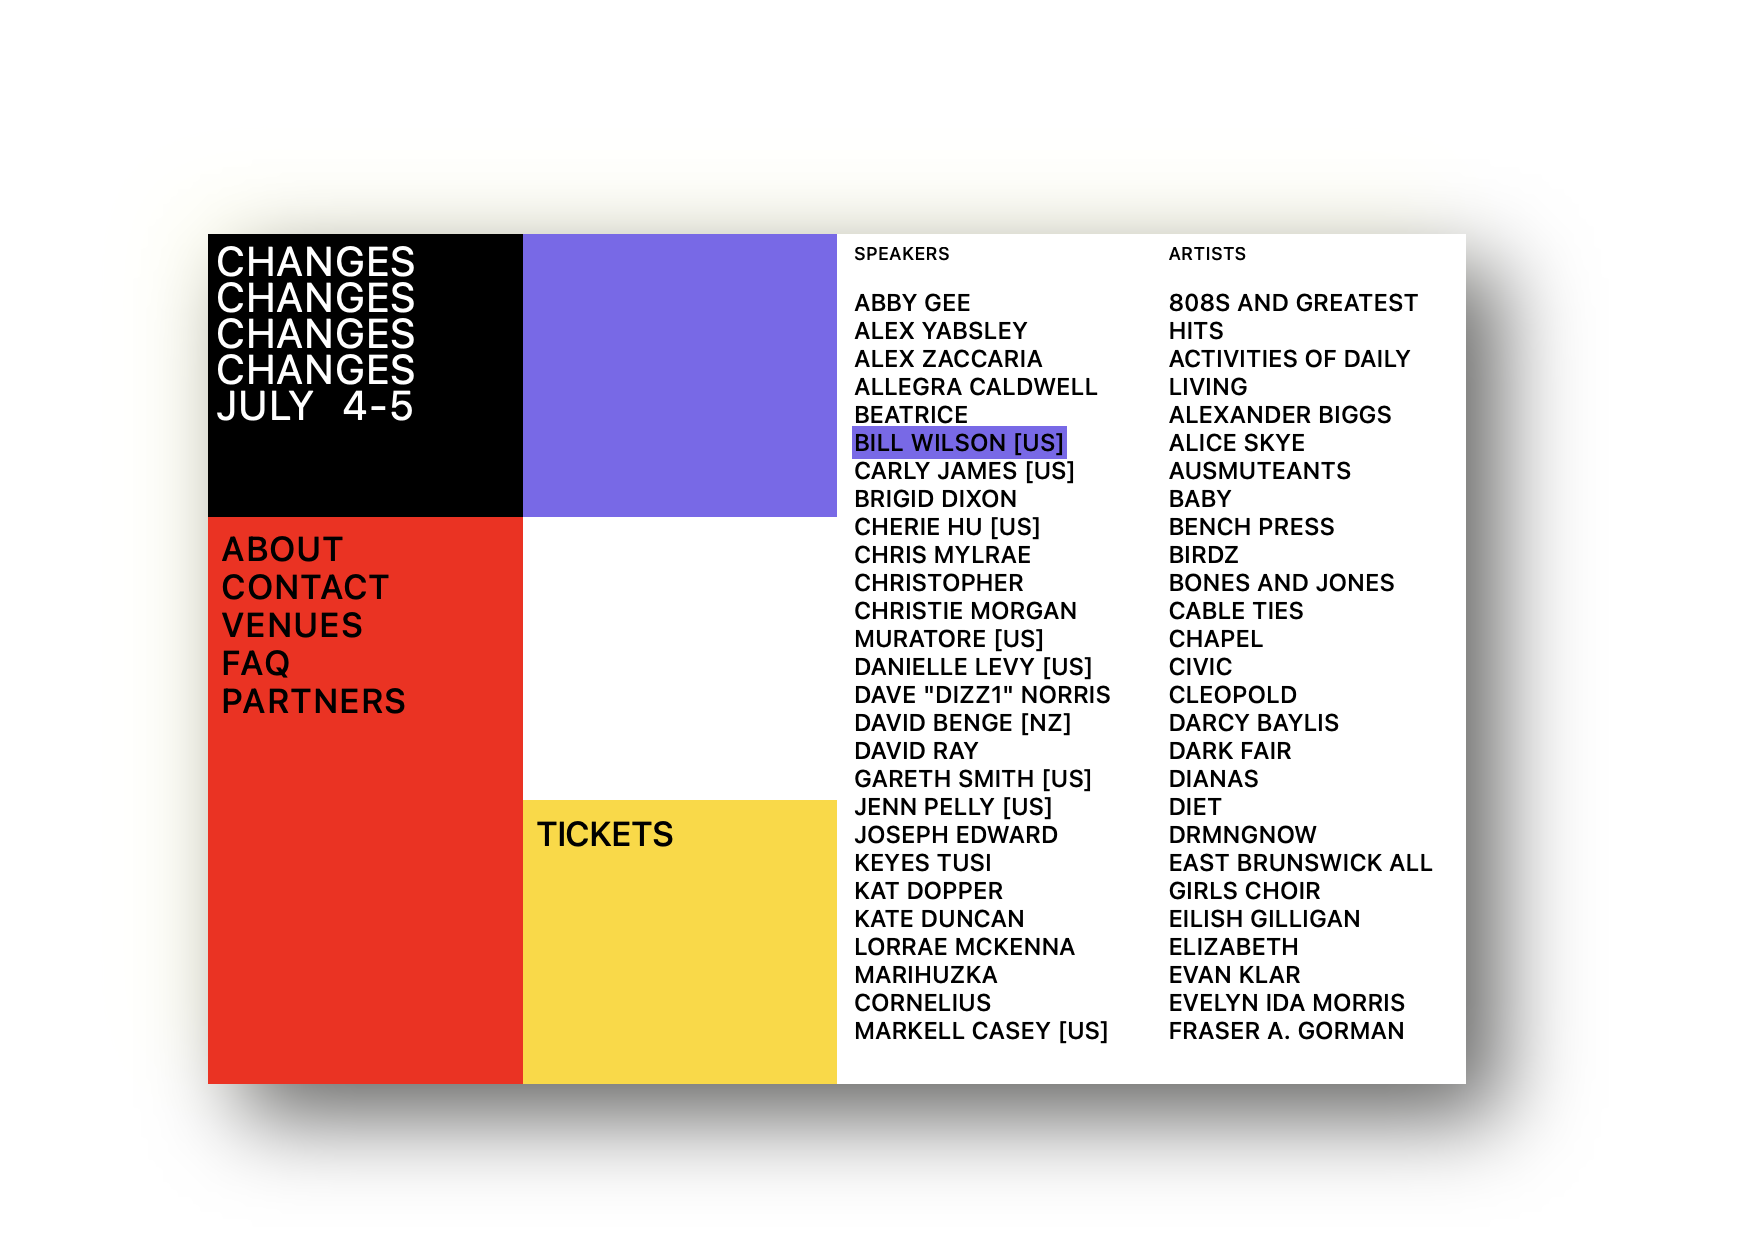 CHANGES
CHANGES
CHANGES
CHANGES
JULY 4-5
ABOUT
CONTACT
VENUES
FAQ
PARTNERS
TICKETS
SPEAKERS
ABBY GEE
ALEX YABSLEY
ALEX ZACCARIA
ALLEGRA CALDWELL
BEATRICE
BILL WILSON [US]
CARLY JAMES [US]
BRIGID DIXON
CHERIE HU [US]
CHRIS MYLRAE
CHRISTOPHER
CHRISTIE MORGAN
MURATORE [US]
DANIELLE LEVY [US]
DAVE "DIZZ1" NORRIS
DAVID BENGE [NZ]
DAVID RAY
GARETH SMITH [US]
JENN PELLY [US]
JOSEPH EDWARD
KEYES TUSI
KAT DOPPER
KATE DUNCAN
LORRAE MCKENNA
MARIHUZKA
CORNELIUS
MARKELL CASEY [US]
ARTISTS
808S AND GREATEST
HITS
ACTIVITIES OF DAILY
LIVING
ALEXANDER BIGGS
ALICE SKYE
AUSMUTEANTS
BABY
BENCH PRESS
BIRDZ
BONES AND JONES
CABLE TIES
CHAPEL
CIVIC
CLEOPOLD
DARCY BAYLIS
DARK FAIR
DIANAS
DIET
DRMNGNOW
EAST BRUNSWICK ALL
GIRLS CHOIR
EILISH GILLIGAN
ELIZABETH
EVAN KLAR
EVELYN IDA MORRIS
FRASER A. GORMAN